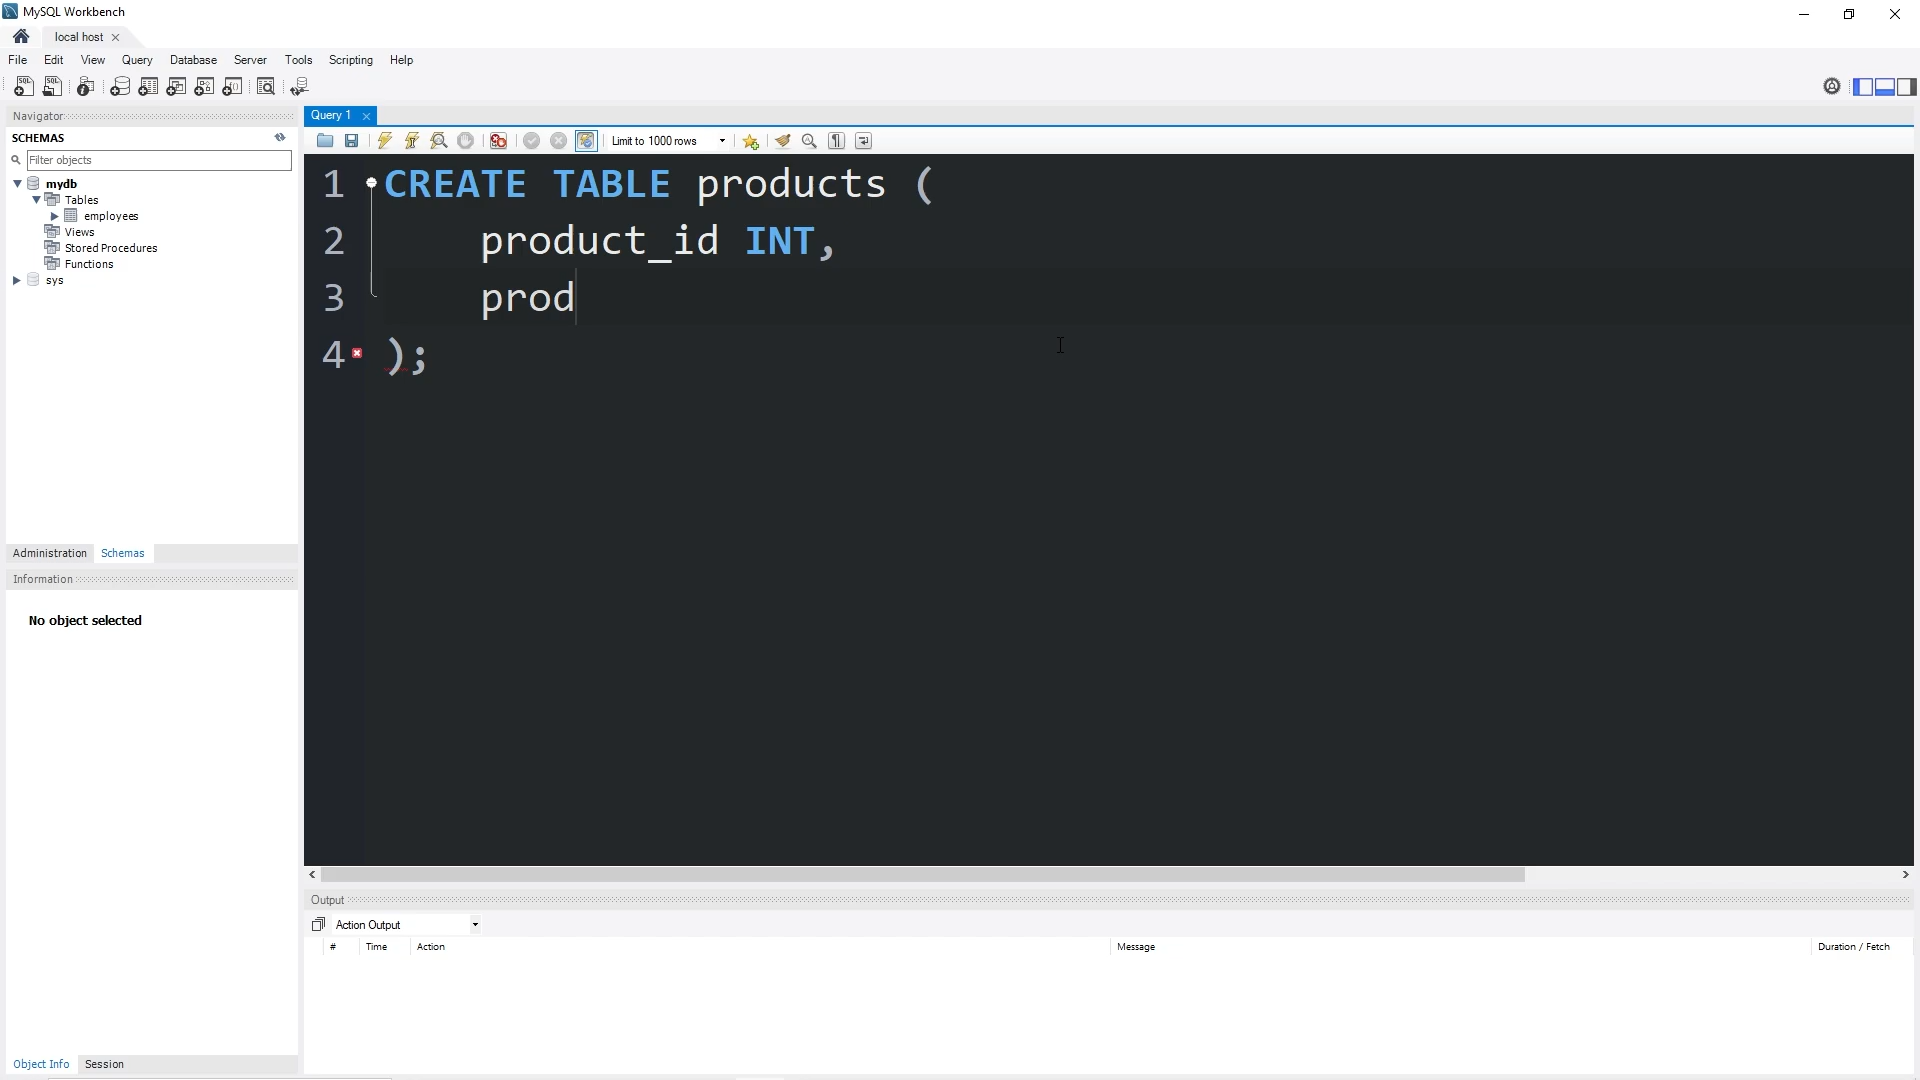 MySQL Workbench
local host
File Edit View Query Database Server Tools Scripting Help
Navigator
SCHEMAS
Filter objects
mydb
Tables
employees
Views
Stored Procedures
Functions
sys
Administration Schemas
Information
No object selected
Object Info Session
Query 1
Limit to 1000 rows
1 CREATE TABLE products (
2 product_id INT,
3 prod
4 );
Output
Action Output
# Time Action Message Duration / Fetch